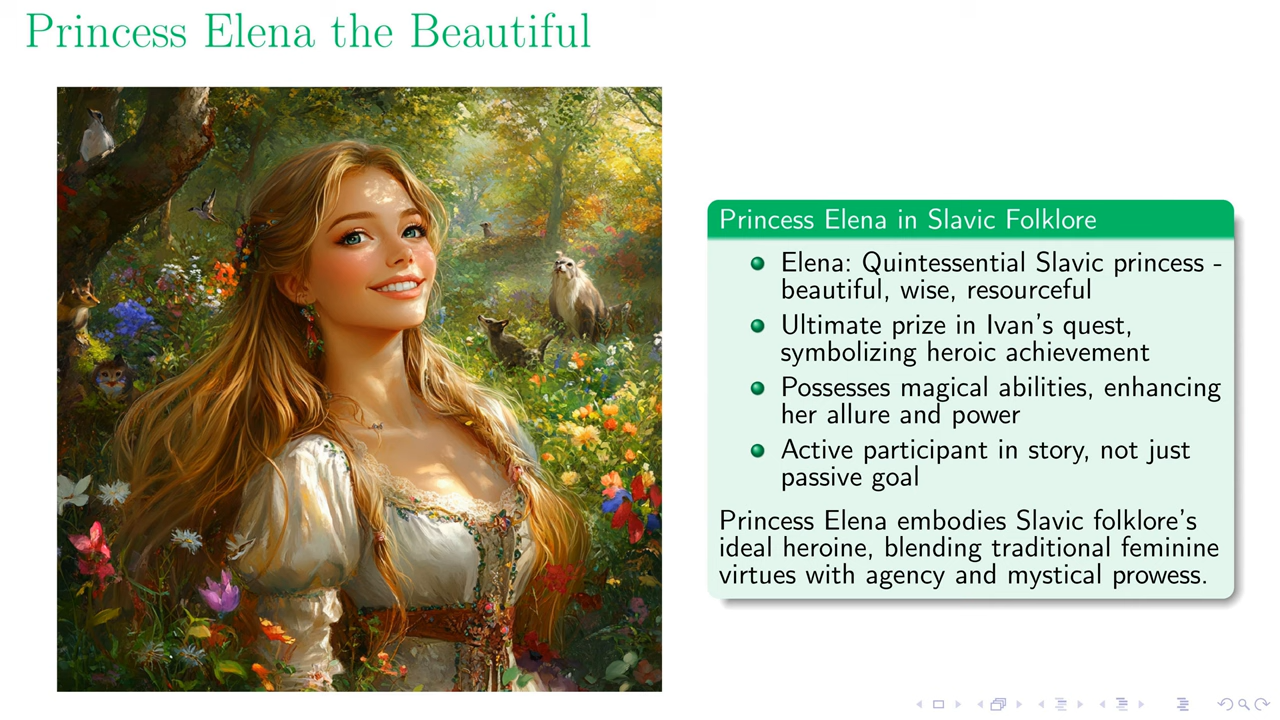 Princess Elena the Beautiful
Princess Elena in Slavic Folklore
Elena: Quintessential Slavic princess -
beautiful, wise, resourceful
Ultimate prize in Ivan's quest,
symbolizing heroic achievement
Possesses magical abilities, enhancing
her allure and power
Active participant in story, not just
passive goal
Princess Elena embodies Slavic folklore's
ideal heroine, blending traditional feminine
virtues with agency and mystical prowess.